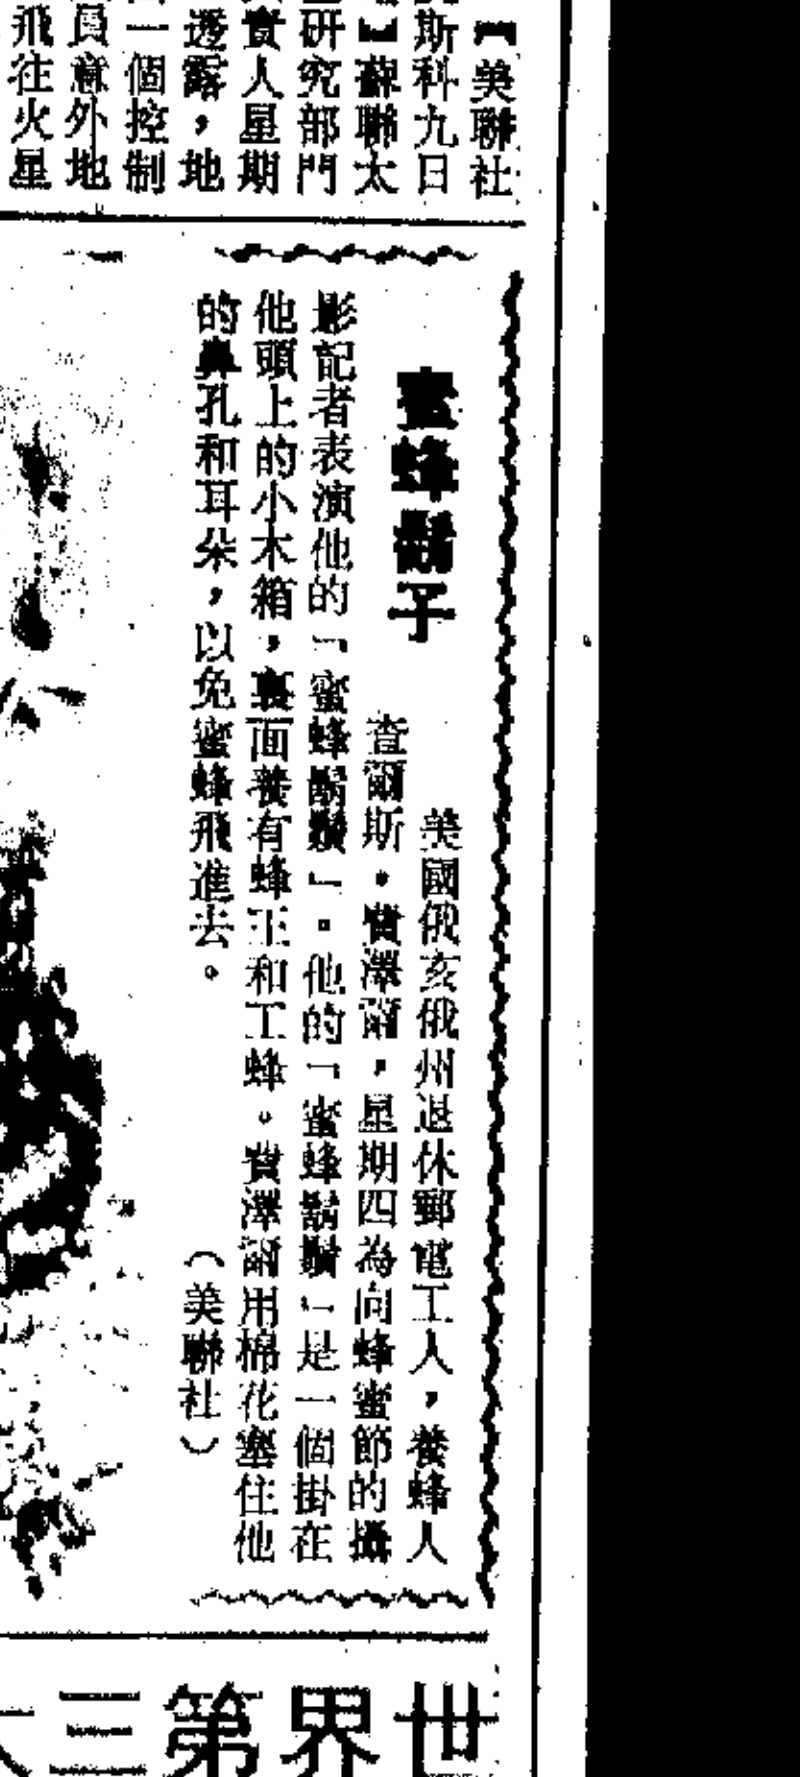 【美聯社
斯科九日
】蘇聯太
研究部門
責人星期
透露，地
一個控制
員意外地
飛往火星
蜜蜂鬍子
美國俄亥俄州退休郵電工人，養蜂人
查爾斯·費澤爾，星期四為向蜂蜜節的攝
影記者表演他的「蜜蜂鬍鬚」。他的「蜜蜂鬍鬚」是一個掛在
他頭上的小木箱，裏面養有蜂王和工蜂。費澤爾用棉花塞住他
的鼻孔和耳朵，以免蜜蜂飛進去。
（美聯社）
世界第三